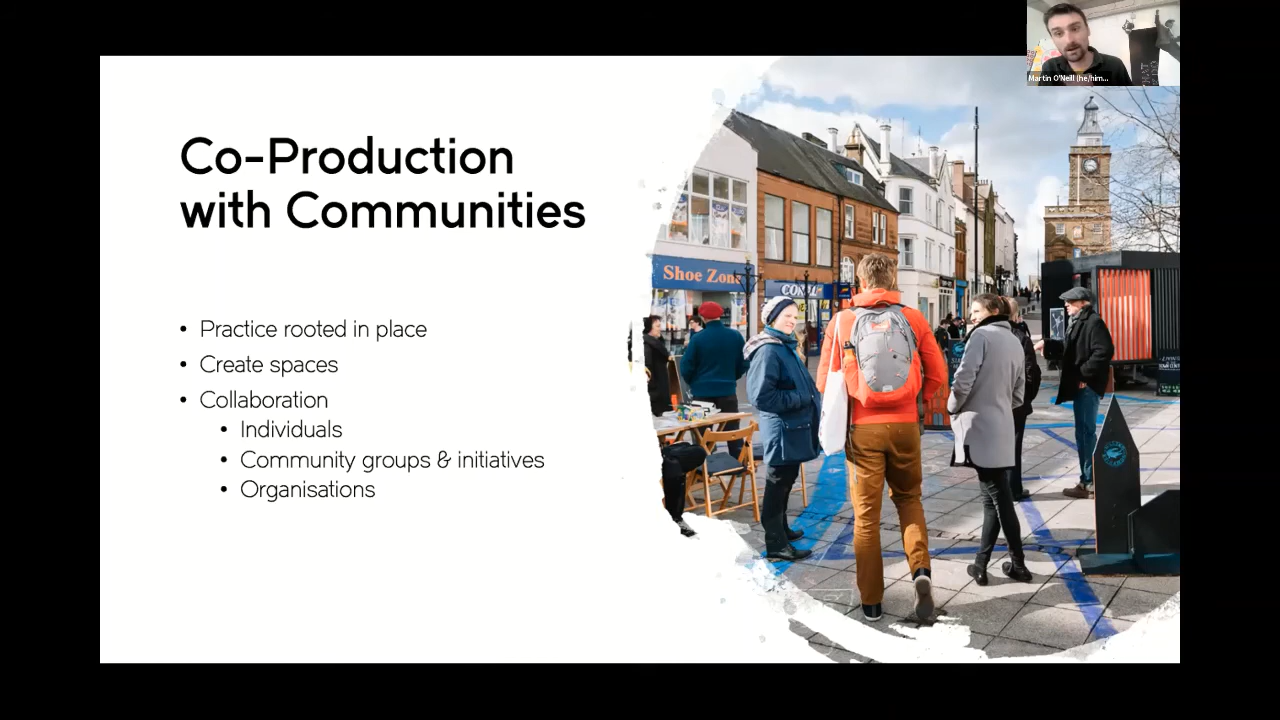 Martin O'Neill (he/him...
Co-Production
with Communities
• Practice rooted in place
• Create spaces
• Collaboration
• Individuals
• Community groups & initiatives
• Organisations
Shoe Zone
CORAL